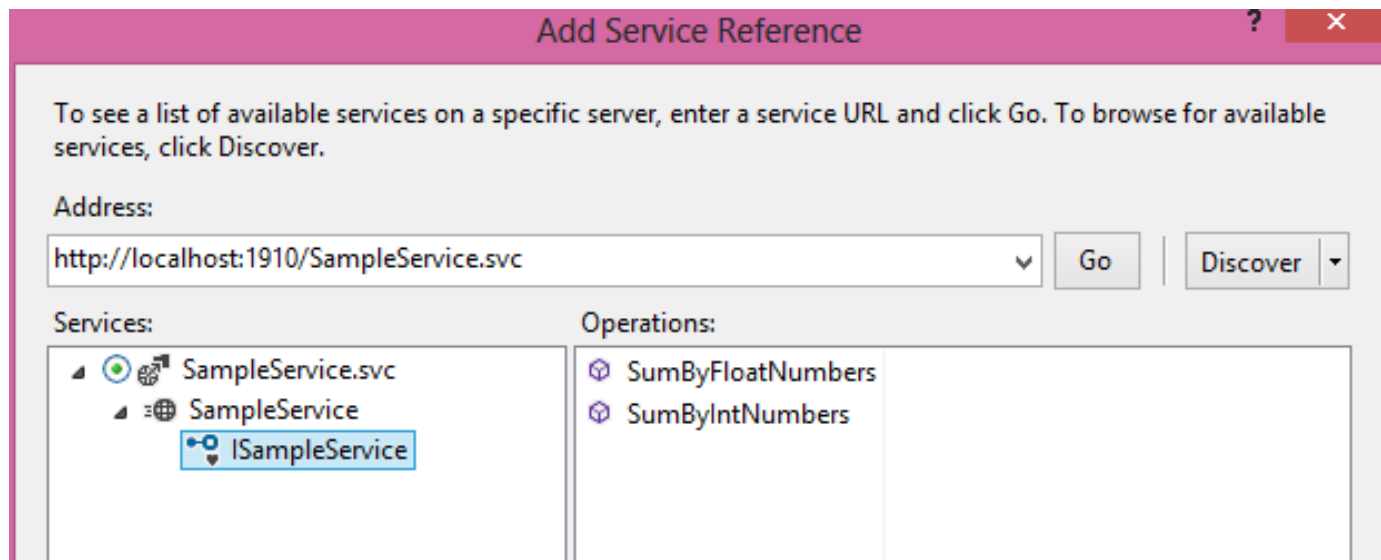 Add Service Reference
?
To see a list of available services on a specific server, enter a service URL and click Go. To browse for available
services, click Discover.
Address:
http://localhost:1910/SampleService.svc
Go
Discover
Services:
Operations:
SampleService.svc
SampleService
ISampleService
SumByFloatNumbers
SumByIntNumbers